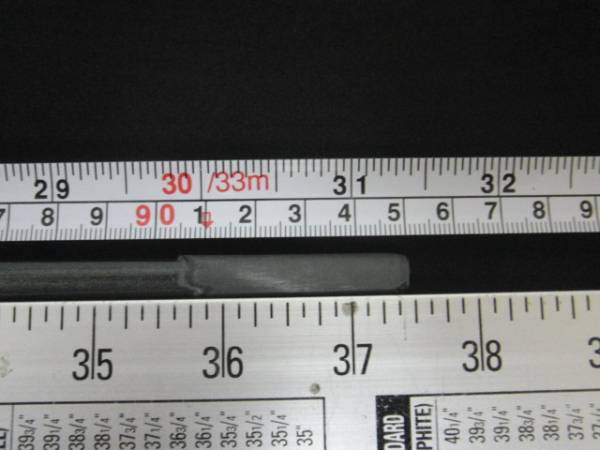 29 30 /33m 31 32
7 8 9 90 1 2 3 4 5 6 7 8 9
35 36 37 38
39 3/4" 39 1/4" 38 3/4" 38 1/4" 37 3/4" 37 1/4" 36 3/4" 36 1/4" 35 3/4" 35 1/2" 35 1/4" 35"
DARD
PHITE)
40 1/4" 39 3/4" 39 1/4" 38 3/4" 38 1/4" 37 3/4"